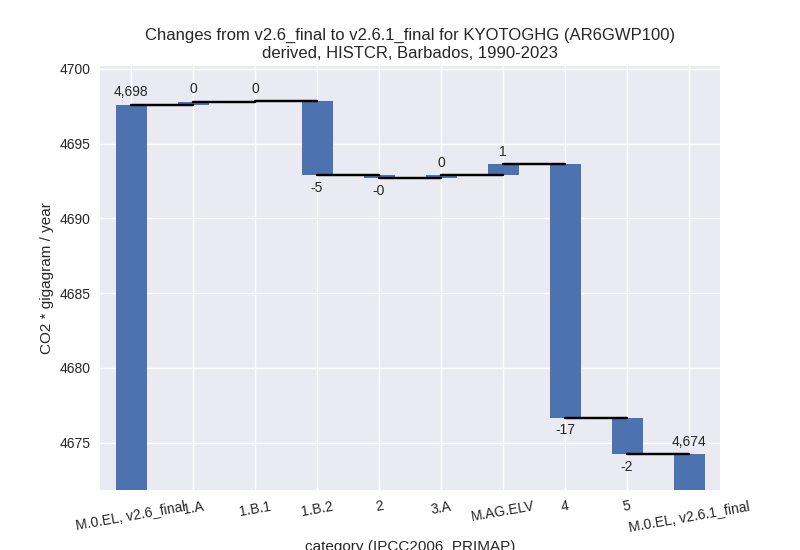 Changes from v2.6_final to v2.6.1_final for KYOTOGHG (AR6GWP100)
derived, HISTCR, Barbados, 1990-2023
CO2 * gigagram / year
4700
4695
4690
4685
4680
4675
4,698
0
0
-5
-0
0
1
-17
-2
4,674
M.0.EL, v2.6_final
1.A
1.B.1
1.B.2
2
3.A
M.AG.ELV
4
5
M.0.EL, v2.6.1_final
category (IPCC2006_PRIMAP)